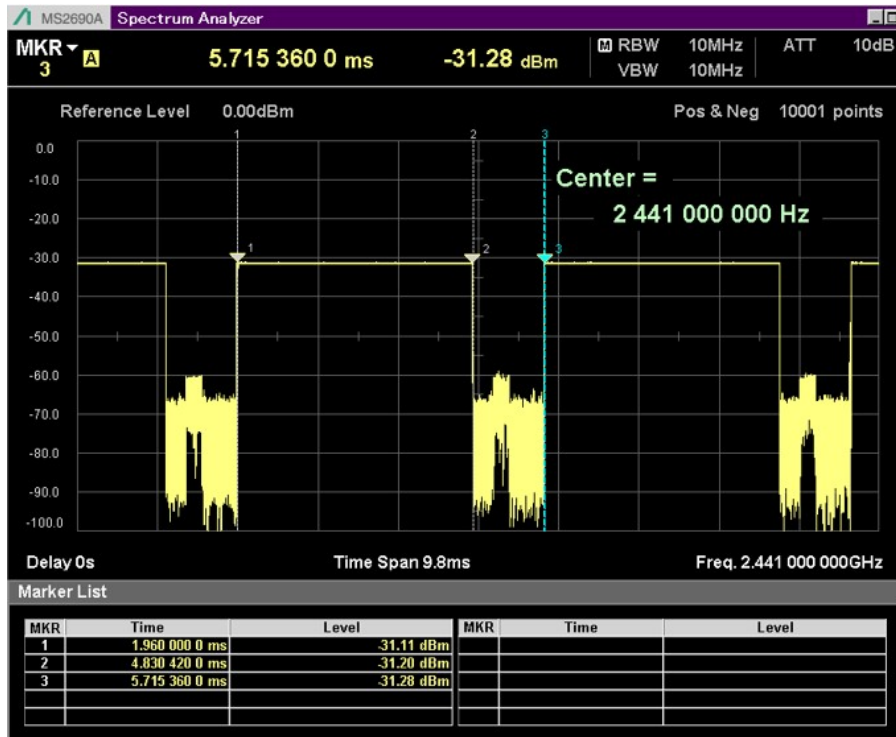 MS2690A Spectrum Analyzer
MKR 3 A 5.715 360 0 ms -31.28 dBm
M RBW 10MHz ATT 10dB
VBW 10MHz
Reference Level 0.00dBm Pos & Neg 10001 points
1 2 3
0.0
Center =
-10.0
2 441 000 000 Hz
-20.0
1 2 3
-30.0
-40.0
-50.0
-60.0
-70.0
-80.0
-90.0
-100.0
Delay 0s Time Span 9.8ms Freq. 2.441 000 000GHz
Marker List
MKR Time Level MKR Time Level
1 1.960 000 0 ms -31.11 dBm
2 4.830 420 0 ms -31.20 dBm
3 5.715 360 0 ms -31.28 dBm